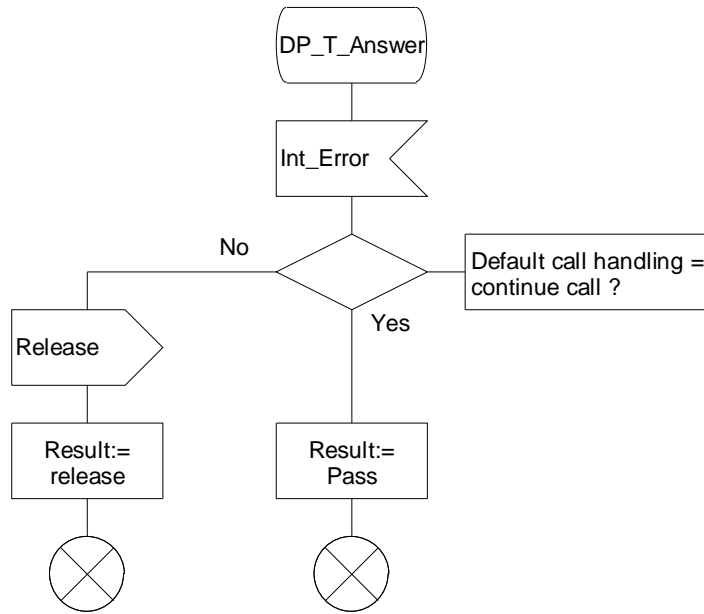 DP_T_Answer
Int_Error
No
Default call handling =
continue call ?
Yes
Release
Result:=
release
Result:=
Pass